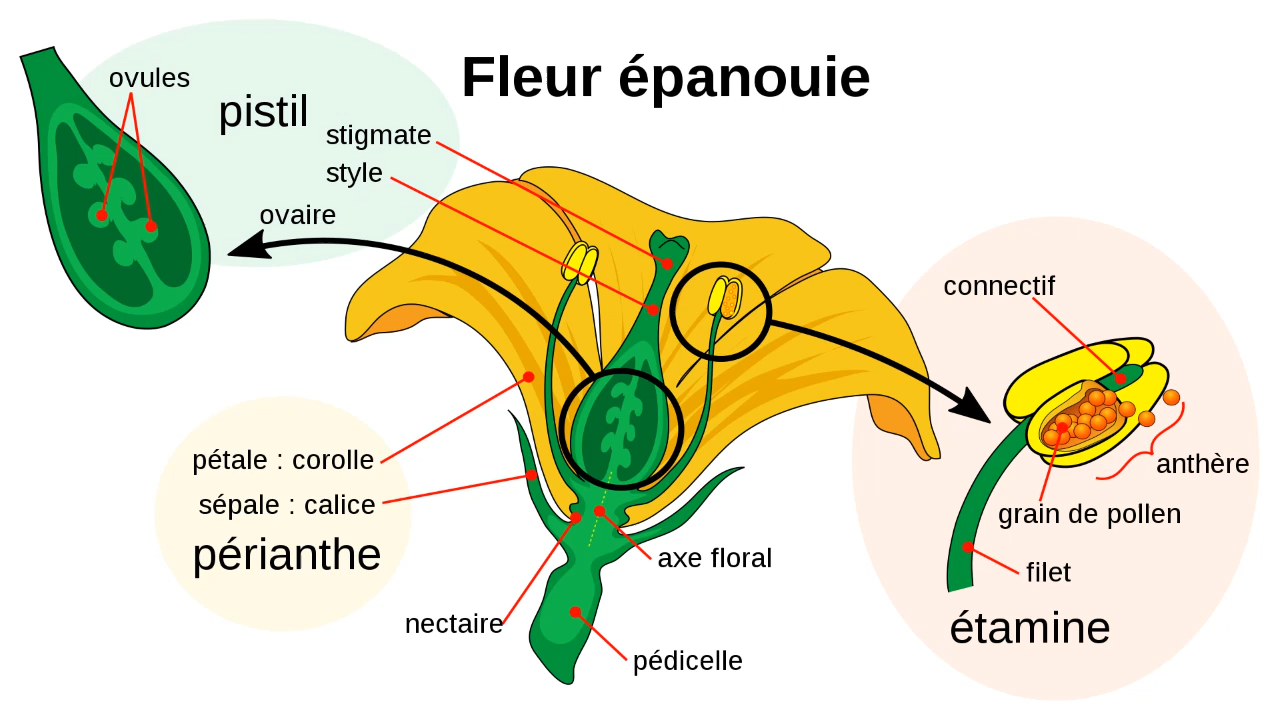 Fleur épanouie
ovules
pistil
stigmate
style
ovaire
connectif
anthère
grain de pollen
filet
étamine
pétale : corolle
sépale : calice
périanthe
axe floral
nectaire
pédicelle